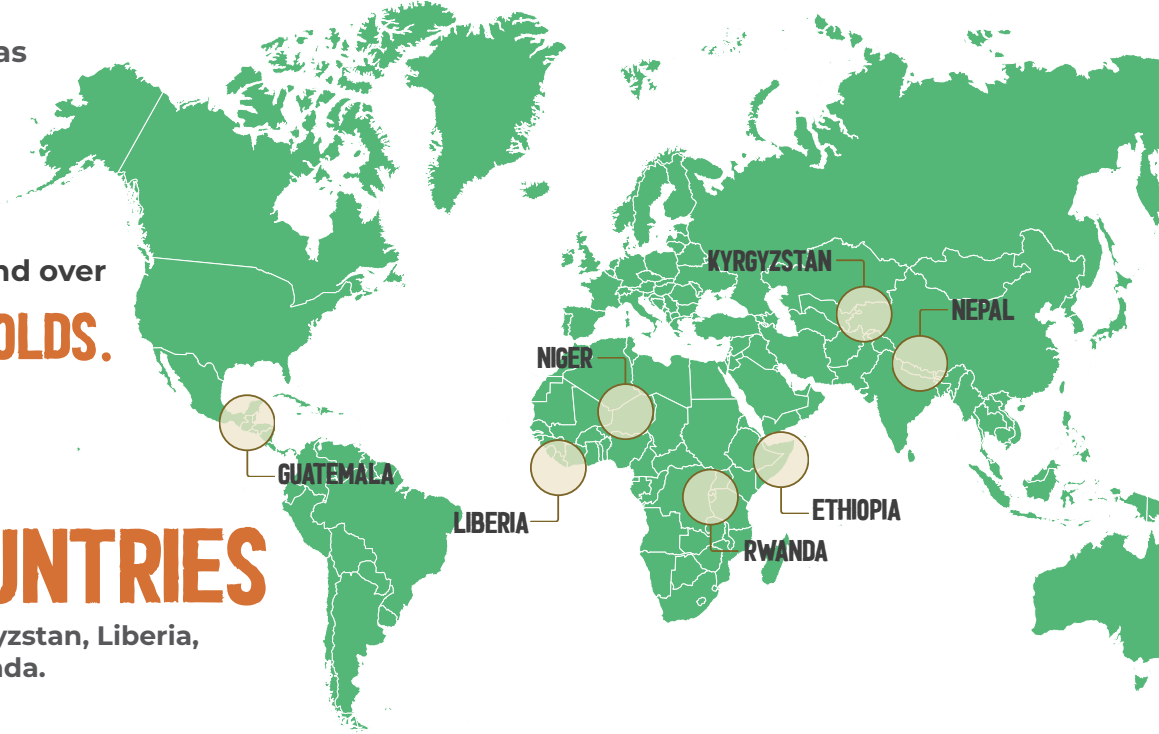 as
nd over
OLDS.
KYRGYZSTAN
NEPAL
NIGER
GUATEMALA
LIBERIA
ETHIOPIA
RWANDA
UNTRIES
yzstan, Liberia,
nda.